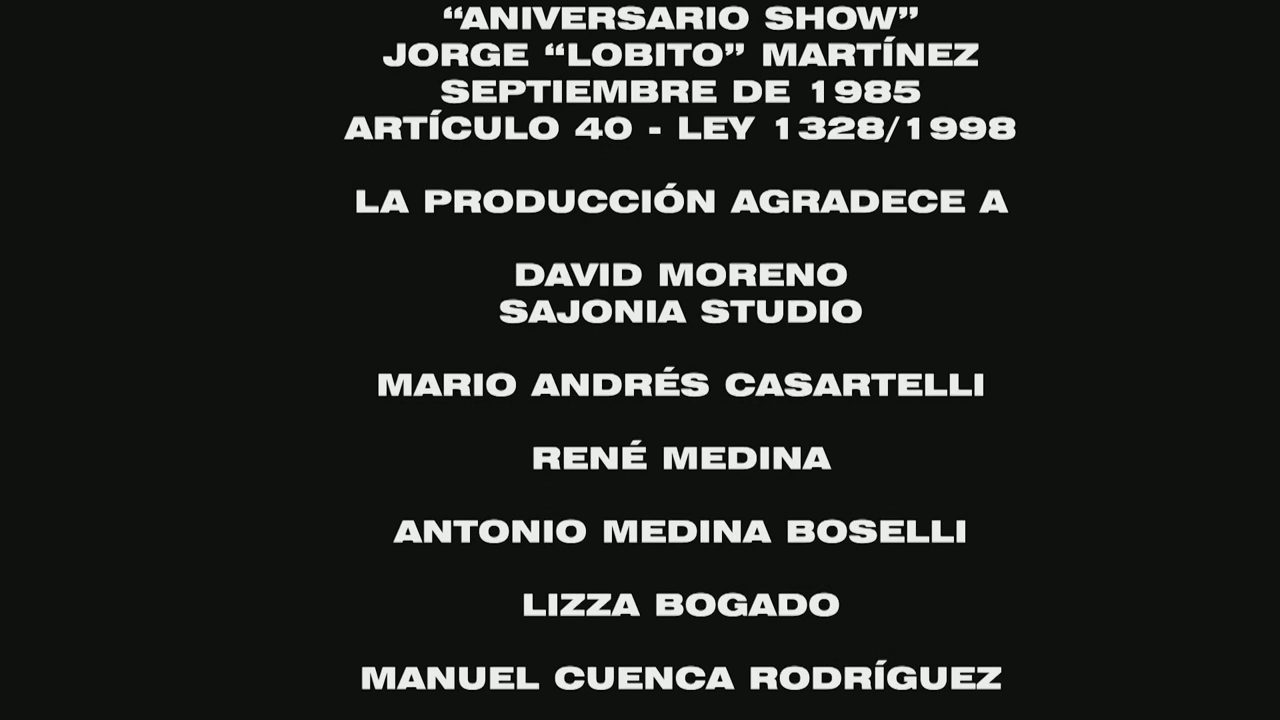 “ANIVERSARIO SHOW”
JORGE “LOBITO” MARTÍNEZ
SEPTIEMBRE DE 1985
ARTÍCULO 40 - LEY 1328/1998
LA PRODUCCIÓN AGRADECE A
DAVID MORENO
SAJONIA STUDIO
MARIO ANDRÉS CASARTELLI
RENÉ MEDINA
ANTONIO MEDINA BOSELLI
LIZZA BOGADO
MANUEL CUENCA RODRÍGUEZ